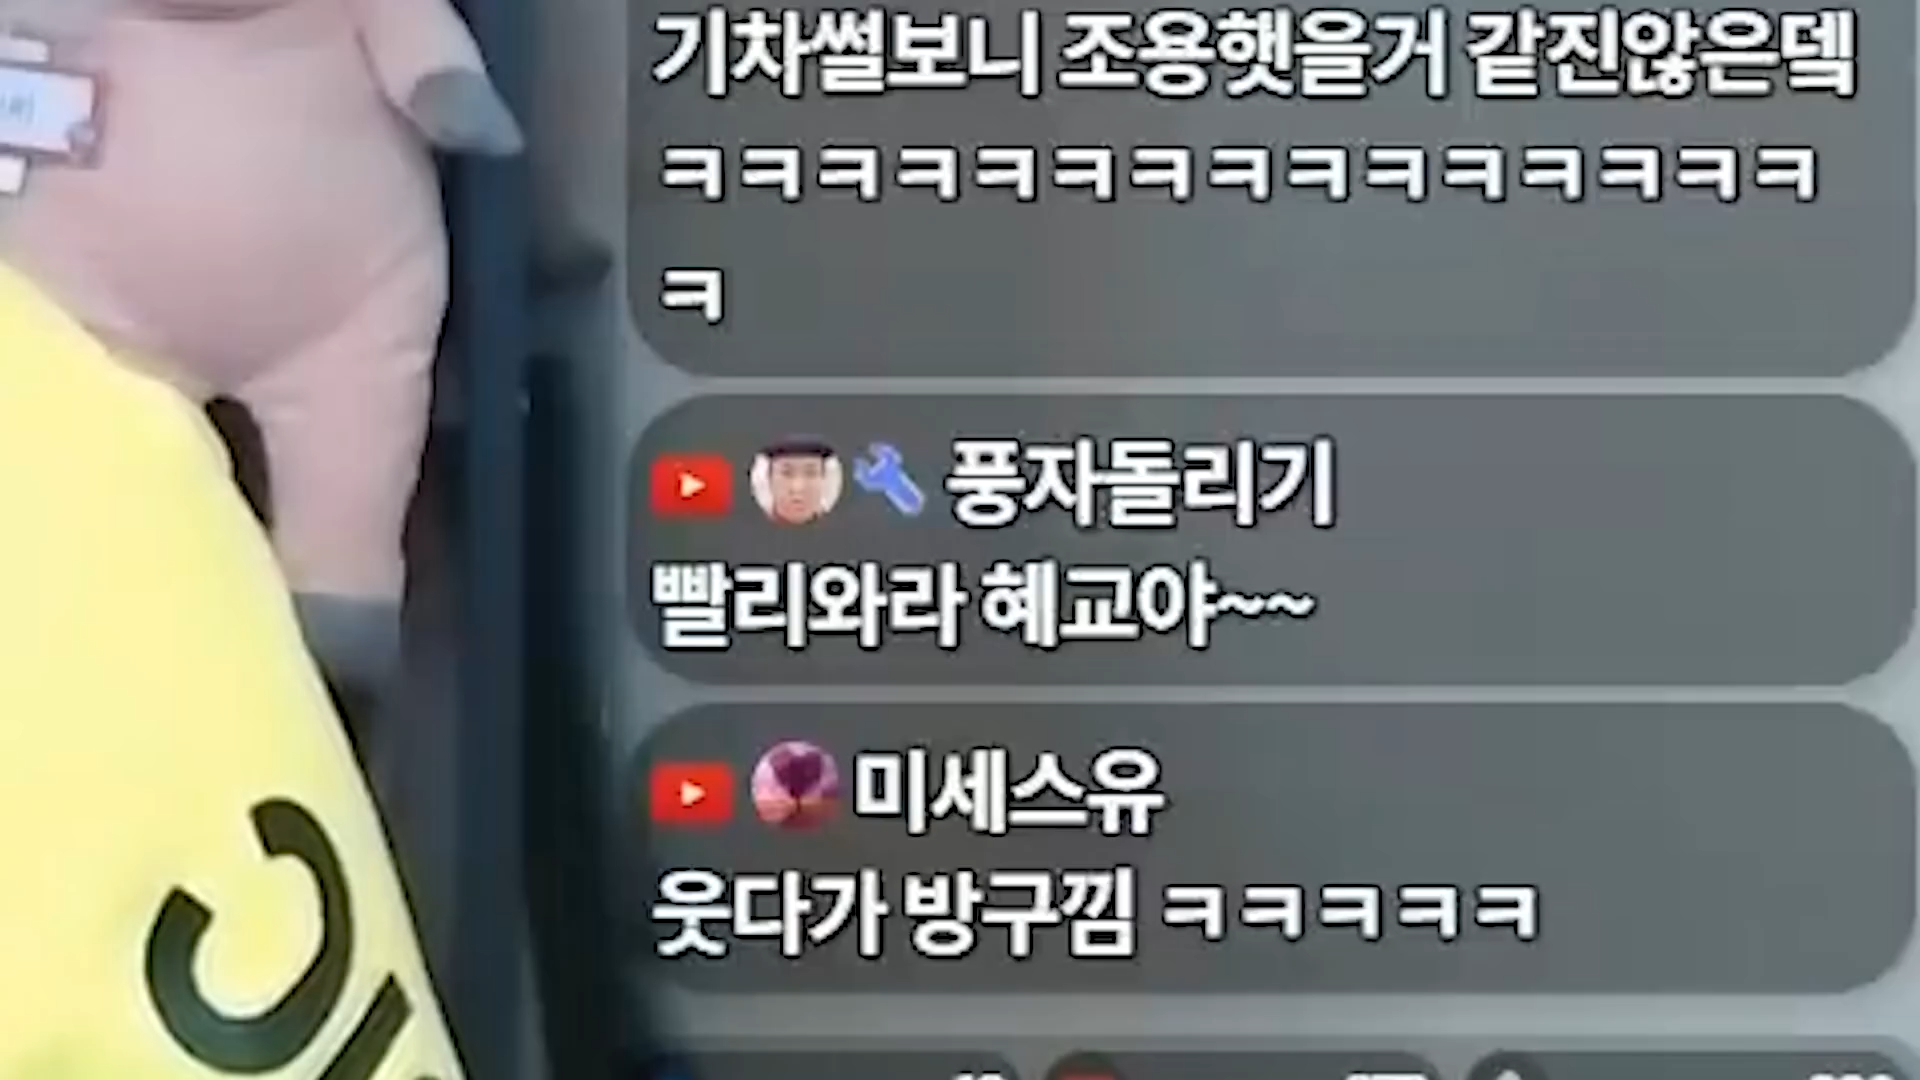 기차썰보니 조용햇을거 같진않은뎈
ㅋㅋㅋㅋㅋㅋㅋㅋㅋㅋㅋㅋㅋㅋㅋ
ㅋ
풍자돌리기
빨리와라 혜교야~~
미세스유
웃다가 방구낌 ㅋㅋㅋㅋㅋ